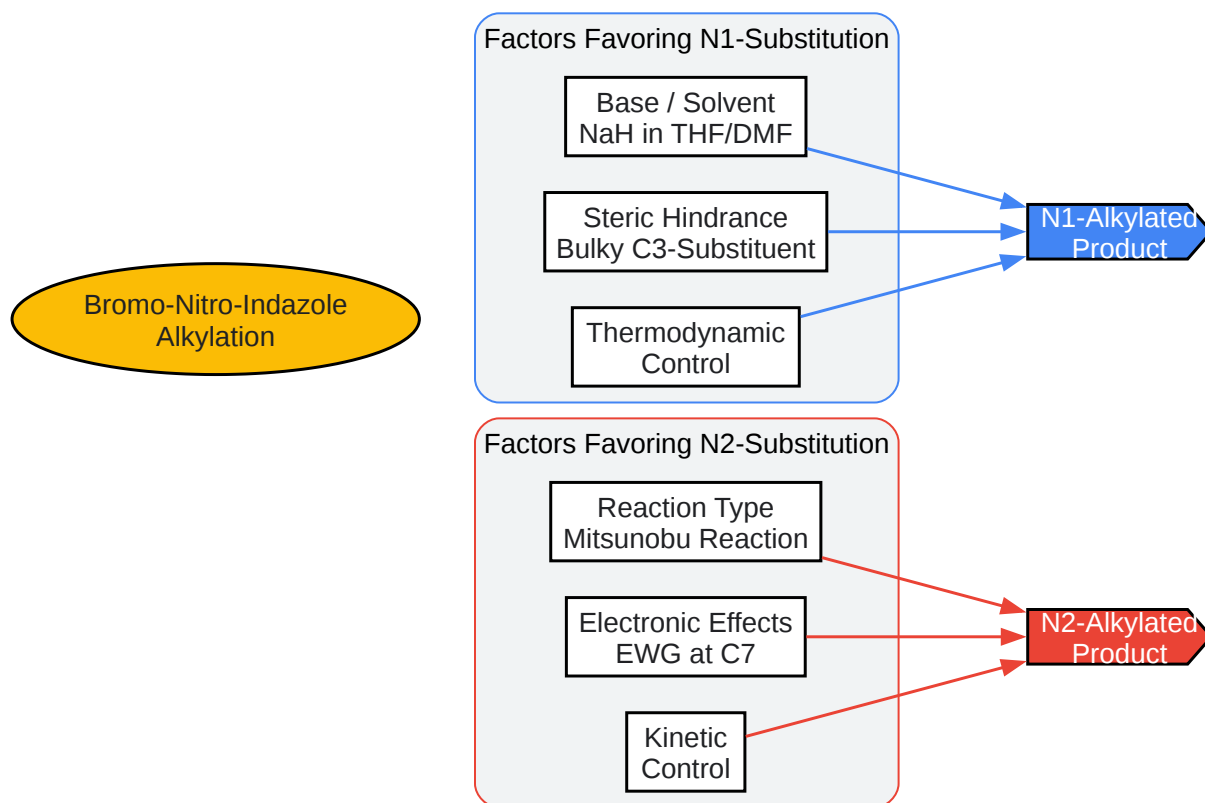 Bromo-Nitro-Indazole
Alkylation
Factors Favoring N1-Substitution
Base / Solvent
NaH in THF/DMF
Steric Hindrance
Bulky C3-Substituent
Thermodynamic
Control
N1-Alkylated
Product
Factors Favoring N2-Substitution
Reaction Type
Mitsunobu Reaction
Electronic Effects
EWG at C7
Kinetic
Control
N2-Alkylated
Product